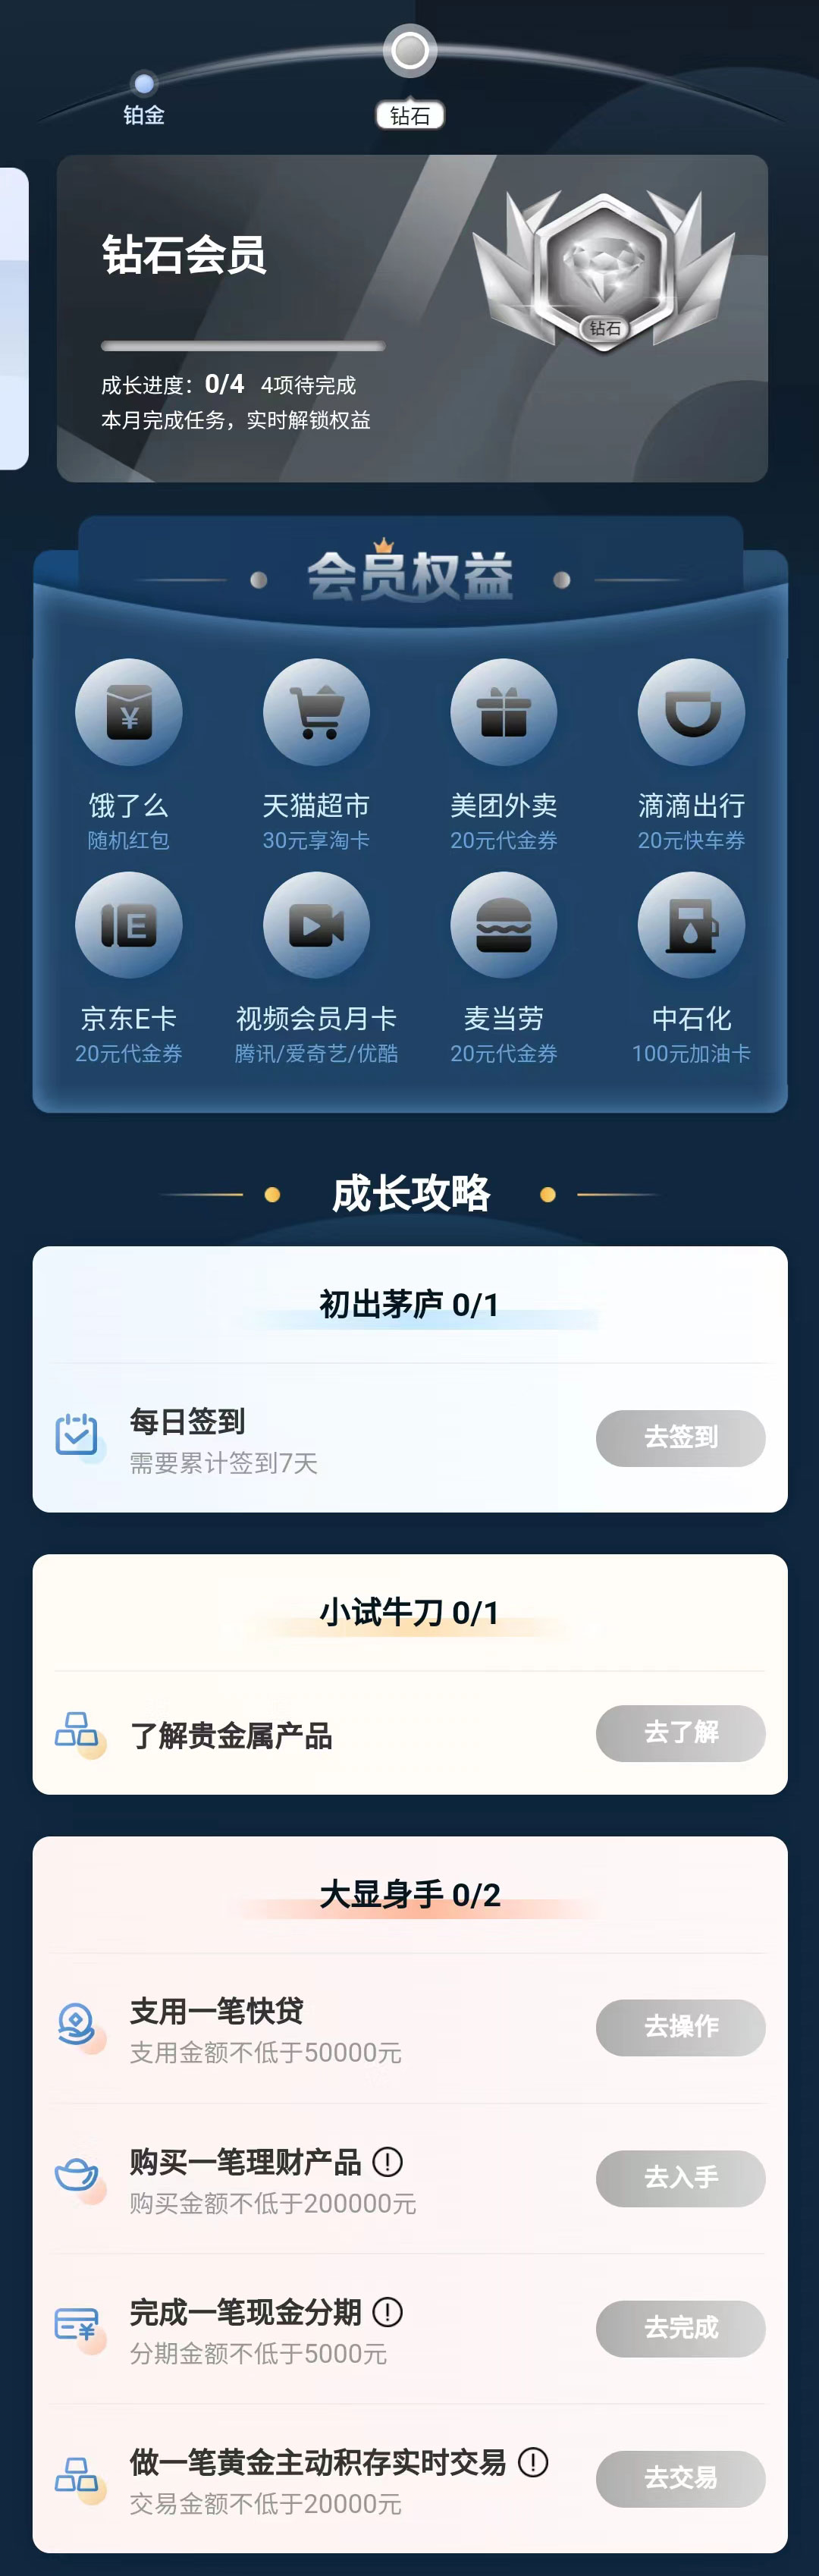 铂金
钻石
钻石会员
钻石
成长进度：0/4 4项待完成
本月完成任务，实时解锁权益
会员权益
¥
饿了么 天猫超市 美团外卖 滴滴出行
随机红包 30元享淘卡 20元代金券 20元快车券
E
京东E卡 视频会员月卡 麦当劳 中石化
20元代金券 腾讯/爱奇艺/优酷 20元代金券 100元加油卡
成长攻略
初出茅庐 0/1
每日签到
需要累计签到7天
去签到
小试牛刀 0/1
了解贵金属产品
去了解
大显身手 0/2
支用一笔快贷
支用金额不低于50000元
去操作
购买一笔理财产品
购买金额不低于200000元
去入手
完成一笔现金分期
分期金额不低于5000元
去完成
¥
做一笔黄金主动积存实时交易
交易金额不低于20000元
去交易